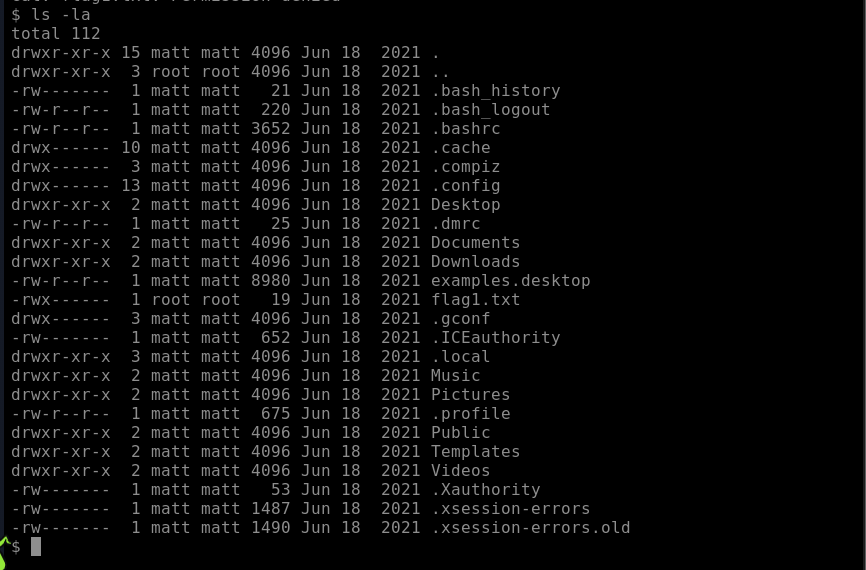 $ ls -la
total 112
drwxr-xr-x 15 matt matt 4096 Jun 18  2021 .
drwxr-xr-x  3 root root 4096 Jun 18  2021 ..
-rw-------  1 matt matt   21 Jun 18  2021 .bash_history
-rw-r--r--  1 matt matt  220 Jun 18  2021 .bash_logout
-rw-r--r--  1 matt matt 3652 Jun 18  2021 .bashrc
drwx------ 10 matt matt 4096 Jun 18  2021 .cache
drwx------  3 matt matt 4096 Jun 18  2021 .compiz
drwx------ 13 matt matt 4096 Jun 18  2021 .config
drwxr-xr-x  2 matt matt 4096 Jun 18  2021 Desktop
-rw-r--r--  1 matt matt   25 Jun 18  2021 .dmrc
drwxr-xr-x  2 matt matt 4096 Jun 18  2021 Documents
drwxr-xr-x  2 matt matt 4096 Jun 18  2021 Downloads
-rw-r--r--  1 matt matt 8980 Jun 18  2021 examples.desktop
-rwx------  1 root root   19 Jun 18  2021 flag1.txt
drwx------  3 matt matt 4096 Jun 18  2021 .gconf
-rw-------  1 matt matt  652 Jun 18  2021 .ICEauthority
drwxr-xr-x  3 matt matt 4096 Jun 18  2021 .local
drwxr-xr-x  2 matt matt 4096 Jun 18  2021 Music
drwxr-xr-x  2 matt matt 4096 Jun 18  2021 Pictures
-rw-r--r--  1 matt matt  675 Jun 18  2021 .profile
drwxr-xr-x  2 matt matt 4096 Jun 18  2021 Public
drwxr-xr-x  2 matt matt 4096 Jun 18  2021 Templates
drwxr-xr-x  2 matt matt 4096 Jun 18  2021 Videos
-rw-------  1 matt matt   53 Jun 18  2021 .Xauthority
-rw-------  1 matt matt 1487 Jun 18  2021 .xsession-errors
-rw-------  1 matt matt 1490 Jun 18  2021 .xsession-errors.old
$